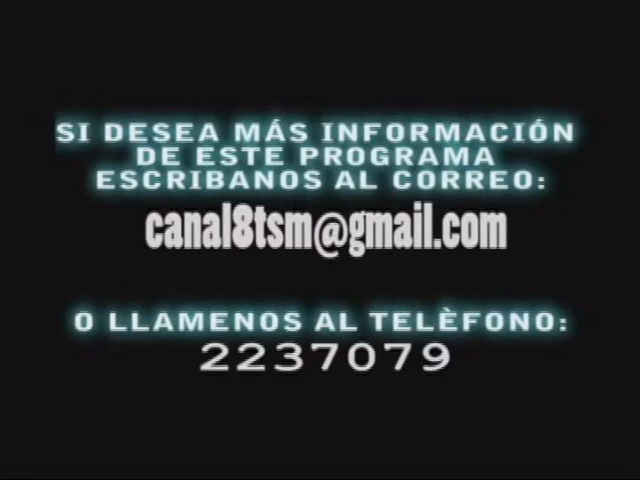 SI DESEA MÁS INFORMACIÓN
DE ESTE PROGRAMA
ESCRIBANOS AL CORREO:
canal8tsm@gmail.com
O LLAMENOS AL TELÈFONO:
2237079